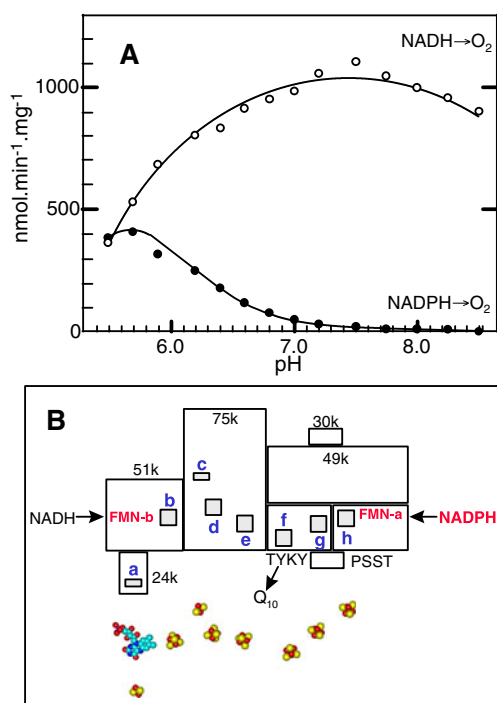 A
NADH→O₂
nmol.min⁻¹.mg⁻¹
1000
500
0
NADPH→O₂
6.0 7.0 8.0
pH
B
75k
30k
49k
51k
c
b
d
e
f
g
h
NADH
FMN-b
FMN-a
NADPH
a
24k
TYKY
PSST
Q₁₀